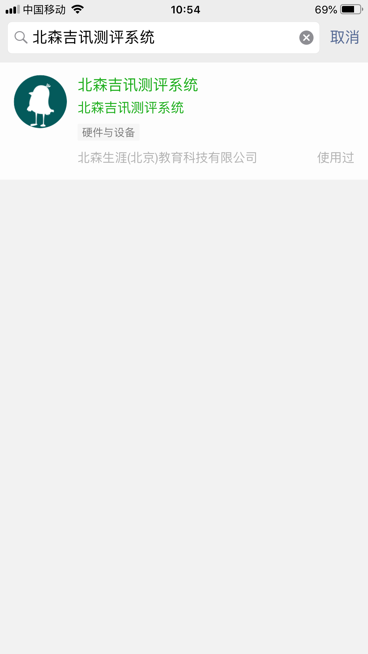 中国移动 10:54 69%
北森吉讯测评系统 取消
北森吉讯测评系统
北森吉讯测评系统
硬件与设备
北森生涯(北京)教育科技有限公司 使用过